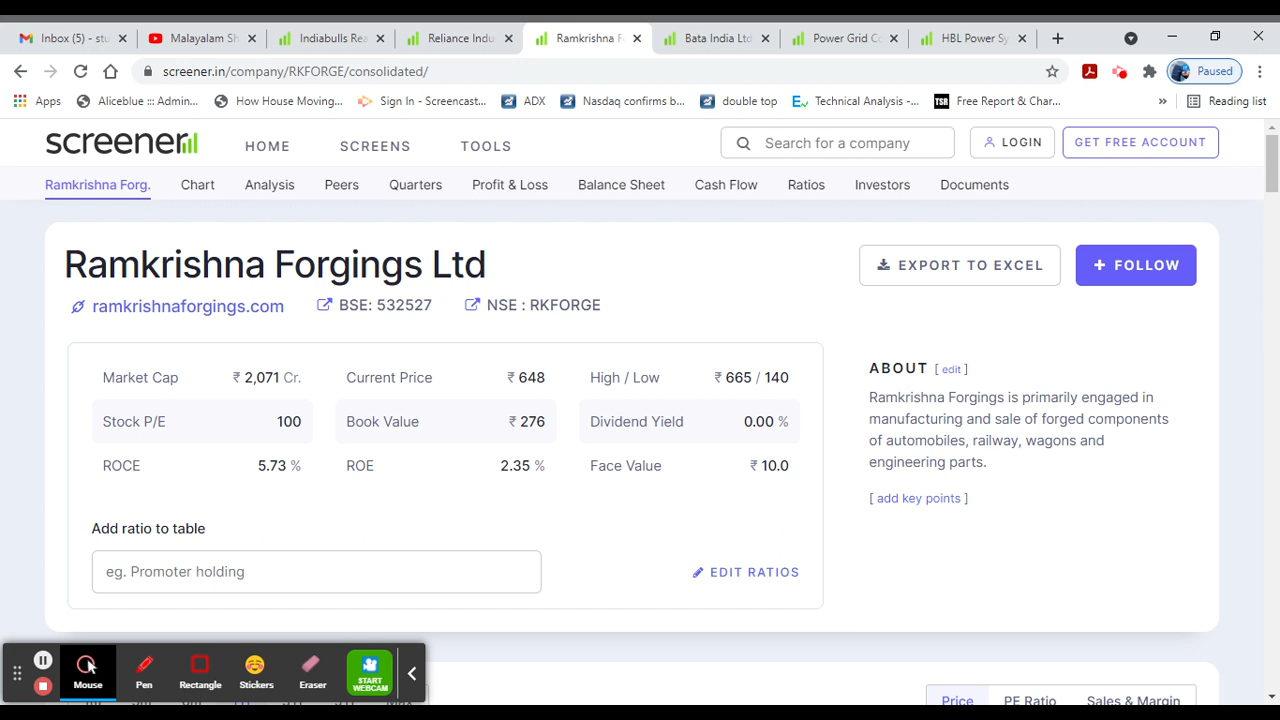 Inbox (5) - stu
Malayalam Sh
Indiabulls Rea
Reliance Indu
Ramkrishna F
Bata India Ltd
Power Grid Co
HBL Power Sy
screener.in/company/RKFORGE/consolidated/
Paused
Apps
Aliceblue ::: Admin...
How House Moving...
Sign In - Screencast...
ADX
Nasdaq confirms b...
double top
Technical Analysis -...
TSR
Free Report & Char...
»
Reading list
screener
HOME
SCREENS
TOOLS
Search for a company
LOGIN
GET FREE ACCOUNT
Ramkrishna Forg.
Chart
Analysis
Peers
Quarters
Profit & Loss
Balance Sheet
Cash Flow
Ratios
Investors
Documents
Ramkrishna Forgings Ltd
EXPORT TO EXCEL
+ FOLLOW
ramkrishnaforgings.com
BSE: 532527
NSE : RKFORGE
Market Cap ₹ 2,071 Cr.
Current Price ₹ 648
High / Low ₹ 665 / 140
Stock P/E 100
Book Value ₹ 276
Dividend Yield 0.00 %
ROCE 5.73 %
ROE 2.35 %
Face Value ₹ 10.0
Add ratio to table
eg. Promoter holding
EDIT RATIOS
ABOUT [ edit ]
Ramkrishna Forgings is primarily engaged in
manufacturing and sale of forged components
of automobiles, railway, wagons and
engineering parts.
[ add key points ]
Mouse
Pen
Rectangle
Stickers
Eraser
START
WEBCAM
Max
Price
PE Ratio
Sales & Margin